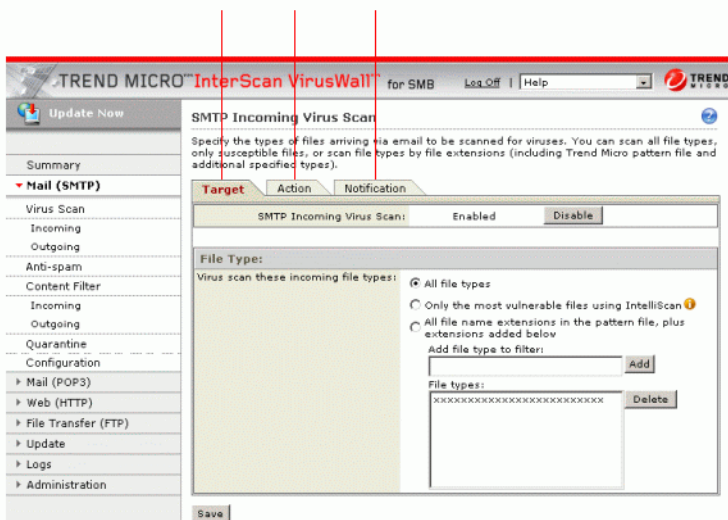 TREND MICRO™ InterScan VirusWall™ for SMB
Log Off | Help
TREND MICRO
Update Now
Summary
Mail (SMTP)
Virus Scan
Incoming
Outgoing
Anti-spam
Content Filter
Incoming
Outgoing
Quarantine
Configuration
Mail (POP3)
Web (HTTP)
File Transfer (FTP)
Update
Logs
Administration
SMTP Incoming Virus Scan
Specify the types of files arriving via email to be scanned for viruses. You can scan all file types,
only susceptible files, or scan file types by file extensions (including Trend Micro pattern file and
additional specified types).
Target Action Notification
SMTP Incoming Virus Scan: Enabled Disable
File Type:
Virus scan these incoming file types:
All file types
Only the most vulnerable files using IntelliScan
All file name extensions in the pattern file, plus
extensions added below
Add file type to filter:
Add
File types:
xxxxxxxxxxxxxxxxxxxxxxxxx
Delete
Save